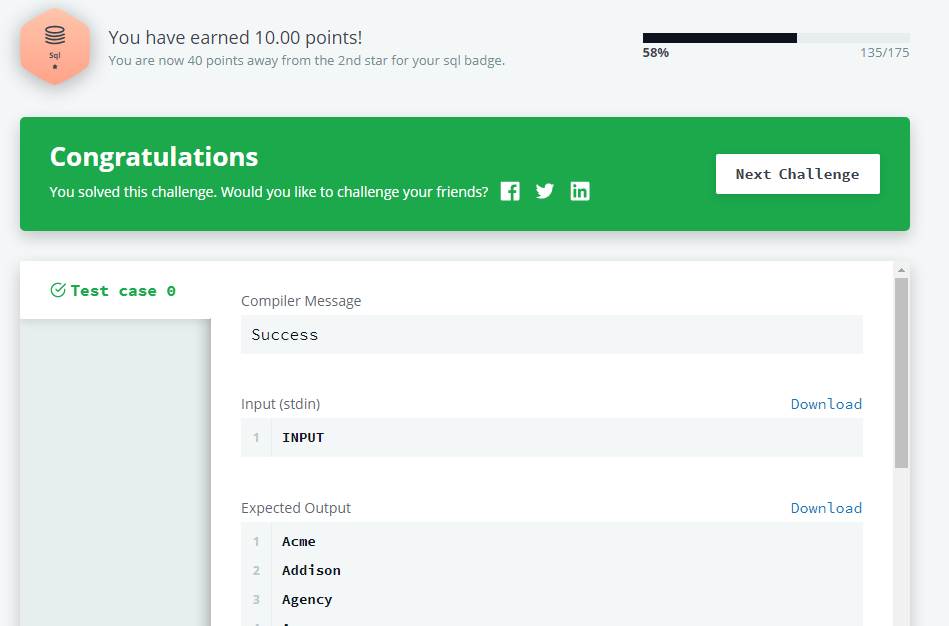 Sql
You have earned 10.00 points!
You are now 40 points away from the 2nd star for your sql badge.
58%
135/175
Congratulations
You solved this challenge. Would you like to challenge your friends?
Next Challenge
Test case 0
Compiler Message
Success
Input (stdin)
Download
1 INPUT
Expected Output
Download
1 Acme
2 Addison
3 Agency